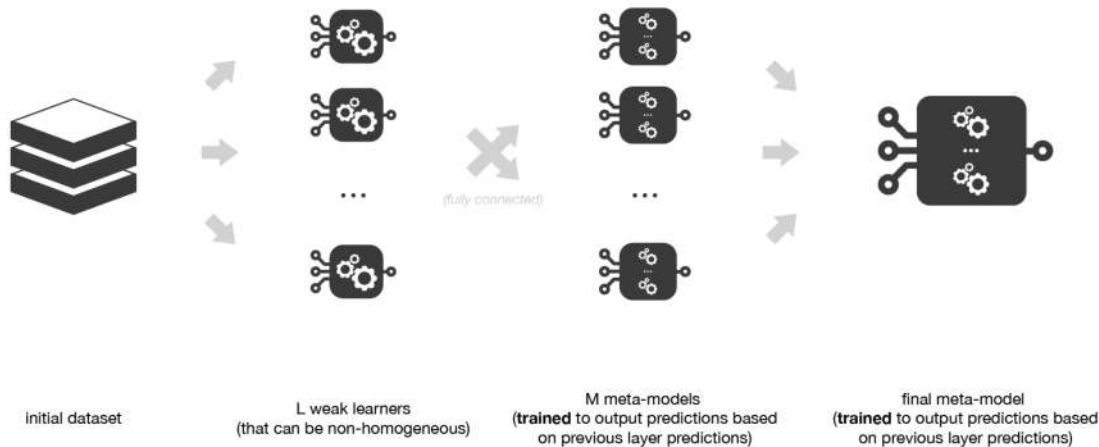 (fully connected)
initial dataset
L weak learners
(that can be non-homogeneous)
M meta-models
(trained to output predictions based
on previous layer predictions)
final meta-model
(trained to output predictions based
on previous layer predictions)